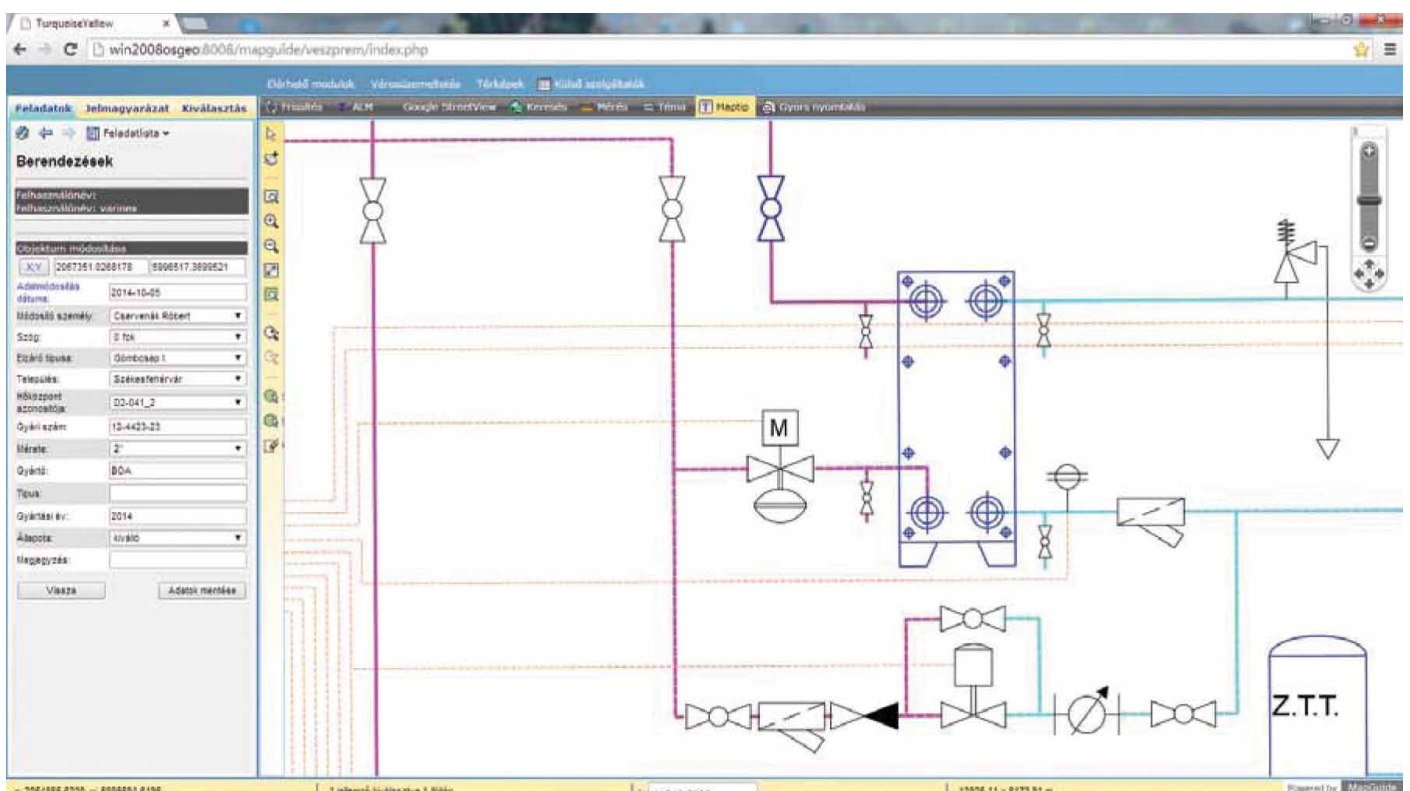 TurquoiseYellow
win2008osgeo:8008/mapguide/veszprem/index.php
Elérhető modulok Városüzemeltetés Térképek Külső szolgáltatók
Feladatok Jelmagyarázat Kiválasztás
Frissítés ALM Google StreetView Keresés Mérés Téma Maptip Gyors nyomtatás
Feladatlista
Berendezések
Felhasználónév:
Felhasználónév: varinex
Objektum módosítása
X;Y 2067351.0268178 5996517.3699521
Adatmódosítás dátuma: 2014-10-05
Módosító személy: Cservenák Róbert
Szög: 0 fok
Elzáró típusa: Gömbcsap I.
Település: Székesfehérvár
Hőközpont azonosítója: D2-041_2
Gyári szám: 12-4423-23
Mérete: 2"
Gyártó: BDA
Típus:
Gyártási év: 2014
Állapota: kiváló
Megjegyzés:
Vissza Adatok mentése
M
Z.T.T.
Powered by MapGuide